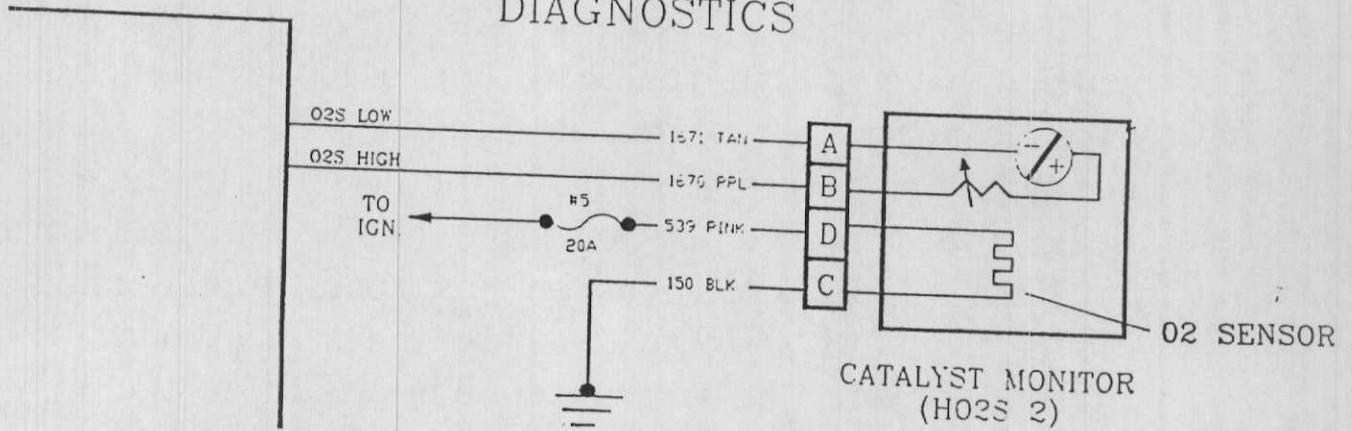 DIAGNOSTICS
O2S LOW
1671 TAN
A
O2S HIGH
1670 PPL
B
TO
IGN.
#5
20A
539 PINK
D
150 BLK
C
O2 SENSOR
CATALYST MONITOR
(HO2S 2)